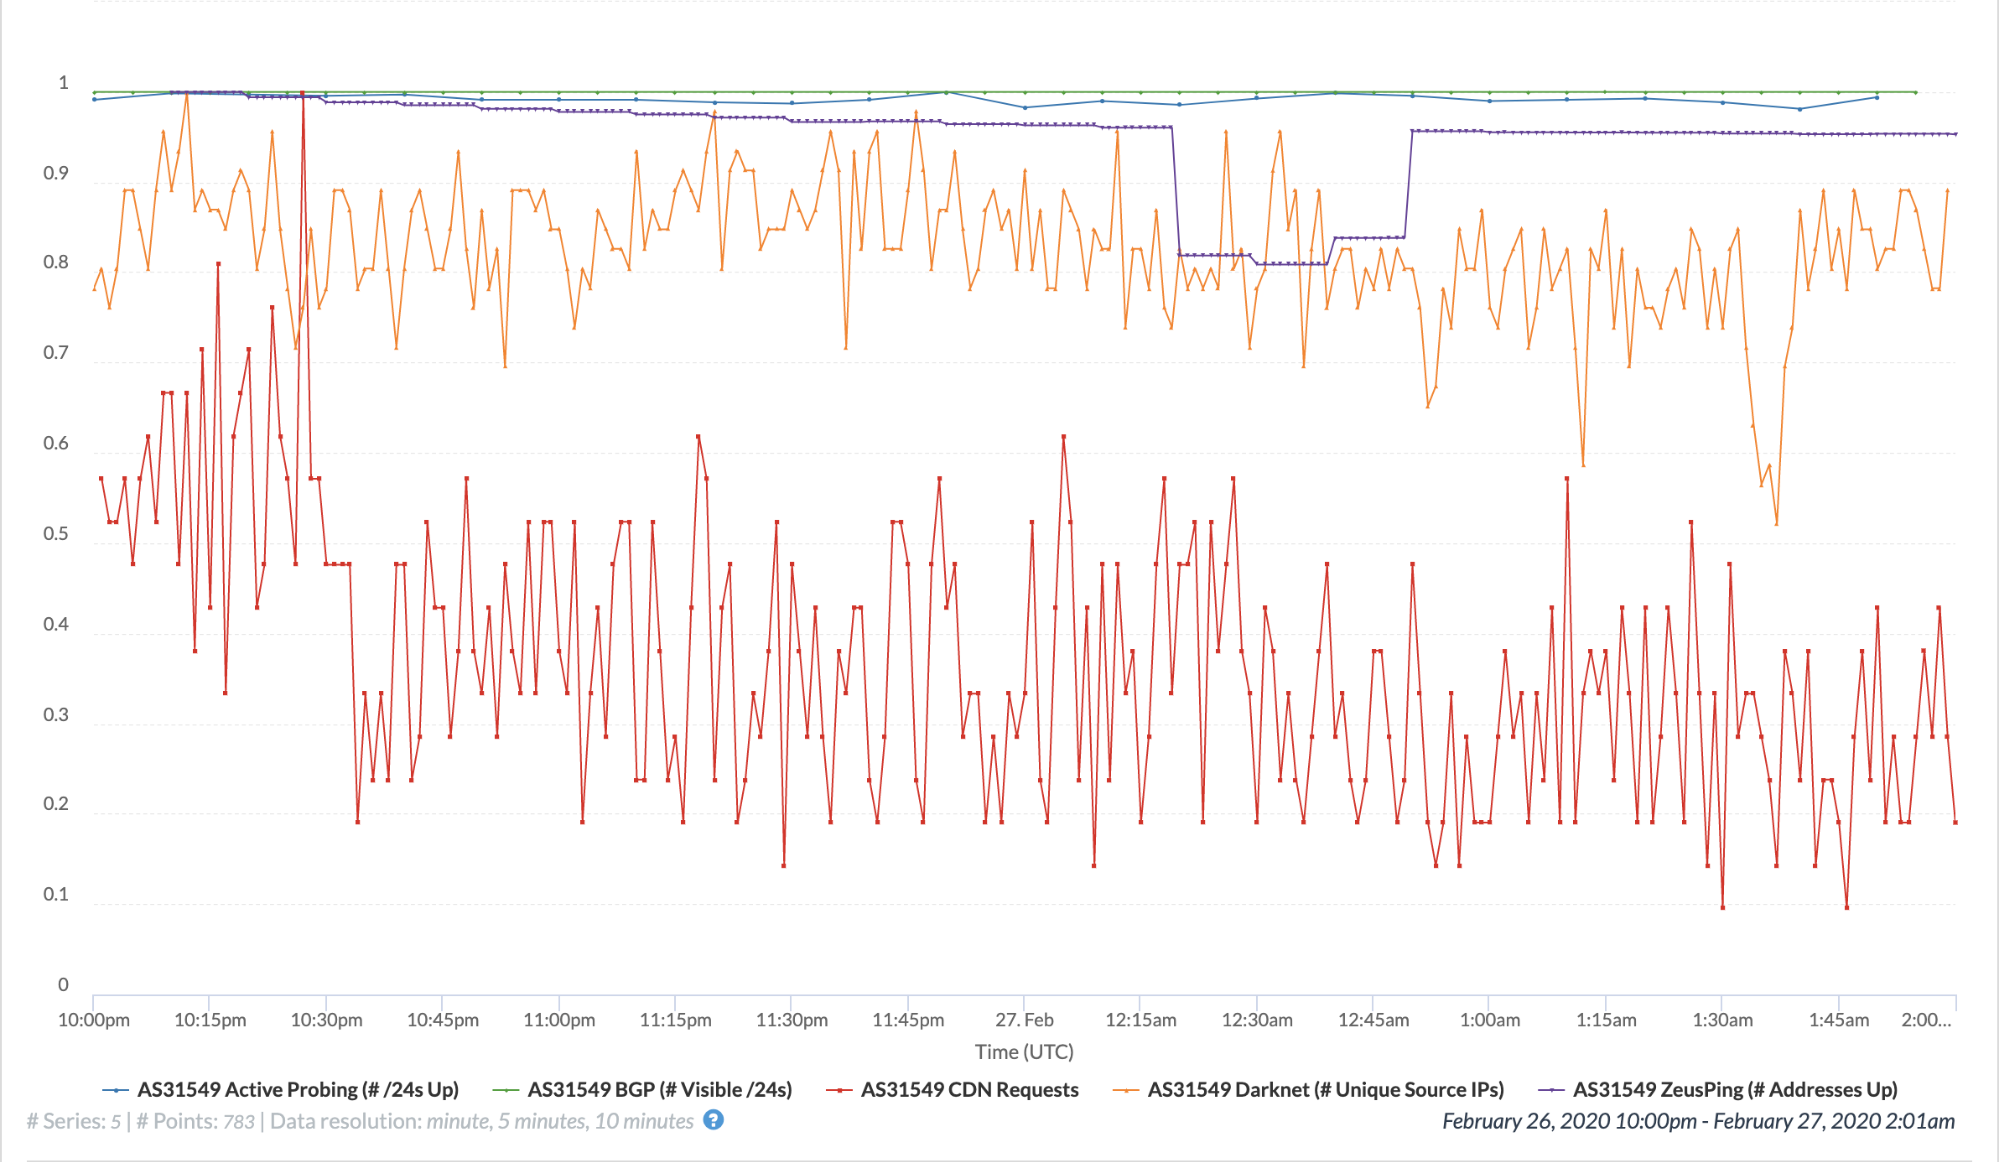 1
0.9
0.8
0.7
0.6
0.5
0.4
0.3
0.2
0.1
0
10:00pm 10:15pm 10:30pm 10:45pm 11:00pm 11:15pm 11:30pm 11:45pm 27. Feb 12:15am 12:30am 12:45am 1:00am 1:15am 1:30am 1:45am 2:00...
Time (UTC)
AS31549 Active Probing (# /24s Up) AS31549 BGP (# Visible /24s) AS31549 CDN Requests AS31549 Darknet (# Unique Source IPs) AS31549 ZeusPing (# Addresses Up)
# Series: 5 | # Points: 783 | Data resolution: minute, 5 minutes, 10 minutes ? February 26, 2020 10:00pm - February 27, 2020 2:01am